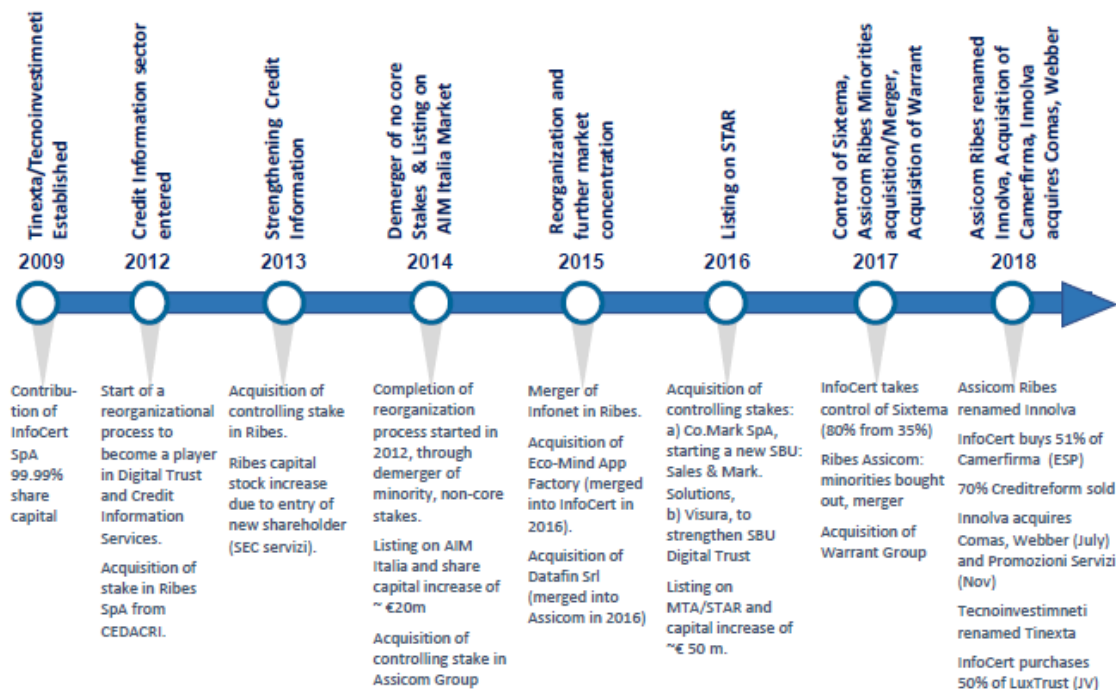 Tinexta/Tecnoinvestimneti
Established
2009
Contribu-
tion of
InfoCert
SpA
99.99%
share
capital
Credit Information sector
entered
2012
Start of a
reorganizational
process to
become a player
in Digital Trust
and Credit
Information
Services.
Acquisition of
stake in Ribes
SpA from
CEDACRI.
Strengthening Credit
Information
2013
Acquisition of
controlling stake
in Ribes.
Ribes capital
stock increase
due to entry of
new shareholder
(SEC servizi).
Demerger of no core
Stakes & Listing on
AIM Italia Market
2014
Completion of
reorganization
process started in
2012, through
demerger of
minority, non-core
stakes.
Listing on AIM
Italia and share
capital increase of
~ €20m
Acquisition of
controlling stake in
Assicom Group
Reorganization and
further market
concentration
2015
Merger of
Infonet in Ribes.
Acquisition of
Eco-Mind App
Factory (merged
into InfoCert in
2016).
Acquisition of
Datafin Srl
(merged into
Assicom in 2016)
Listing on STAR
2016
Acquisition of
controlling stakes:
a) Co.Mark SpA,
starting a new SBU:
Sales & Mark.
Solutions,
b) Visura, to
strengthen SBU
Digital Trust
Listing on
MTA/STAR and
capital increase of
~€ 50 m.
Control of Sixtema,
Assicom Ribes Minorities
acquisition/Merger,
Acquisition of Warrant
2017
InfoCert takes
control of Sixtema
(80% from 35%)
Ribes Assicom:
minorities bought
out, merger
Acquisition of
Warrant Group
Assicom Ribes renamed
Innolva, Acquisition of
Camerfirma, Innolva
acquires Comas, Webber
2018
Assicom Ribes
renamed Innolva
InfoCert buys 51% of
Camerfirma (ESP)
70% Creditreform sold
Innolva acquires
Comas, Webber (July)
and Promozioni Servizi
(Nov)
Tecnoinvestimneti
renamed Tinexta
InfoCert purchases
50% of LuxTrust (JV)